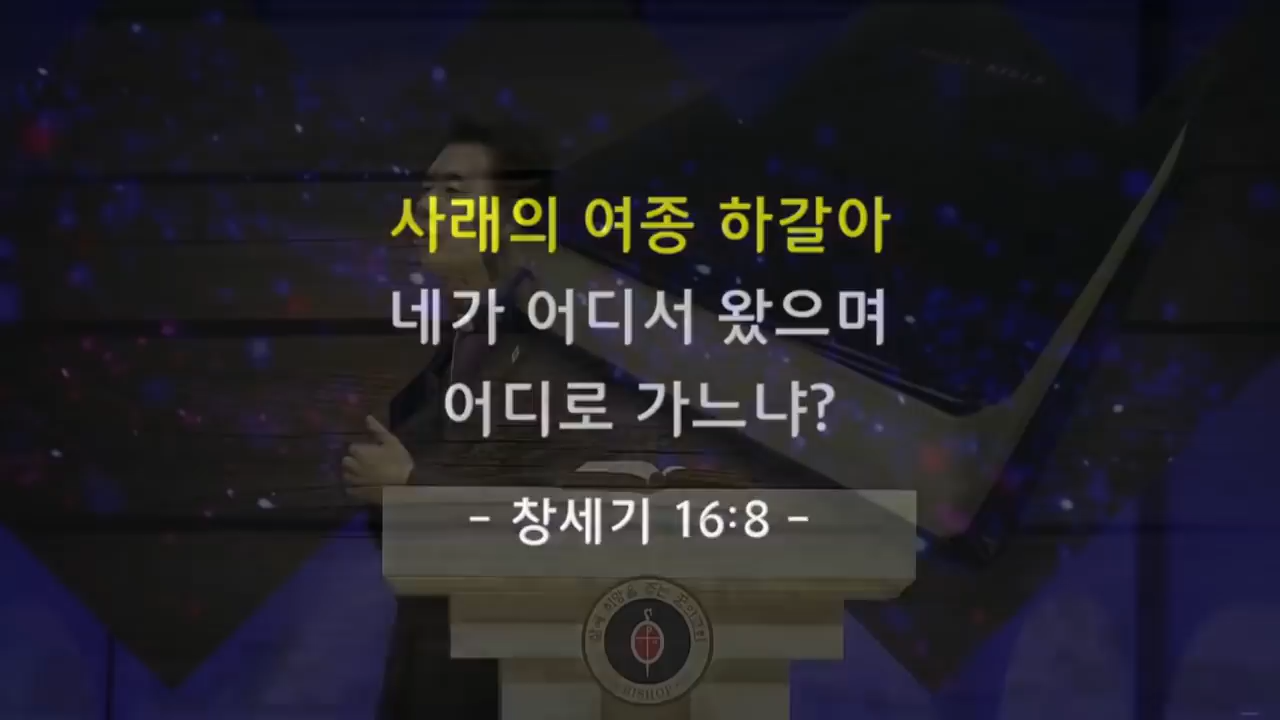 사래의 여종 하갈아
네가 어디서 왔으며
어디로 가느냐?
- 창세기 16:8 -